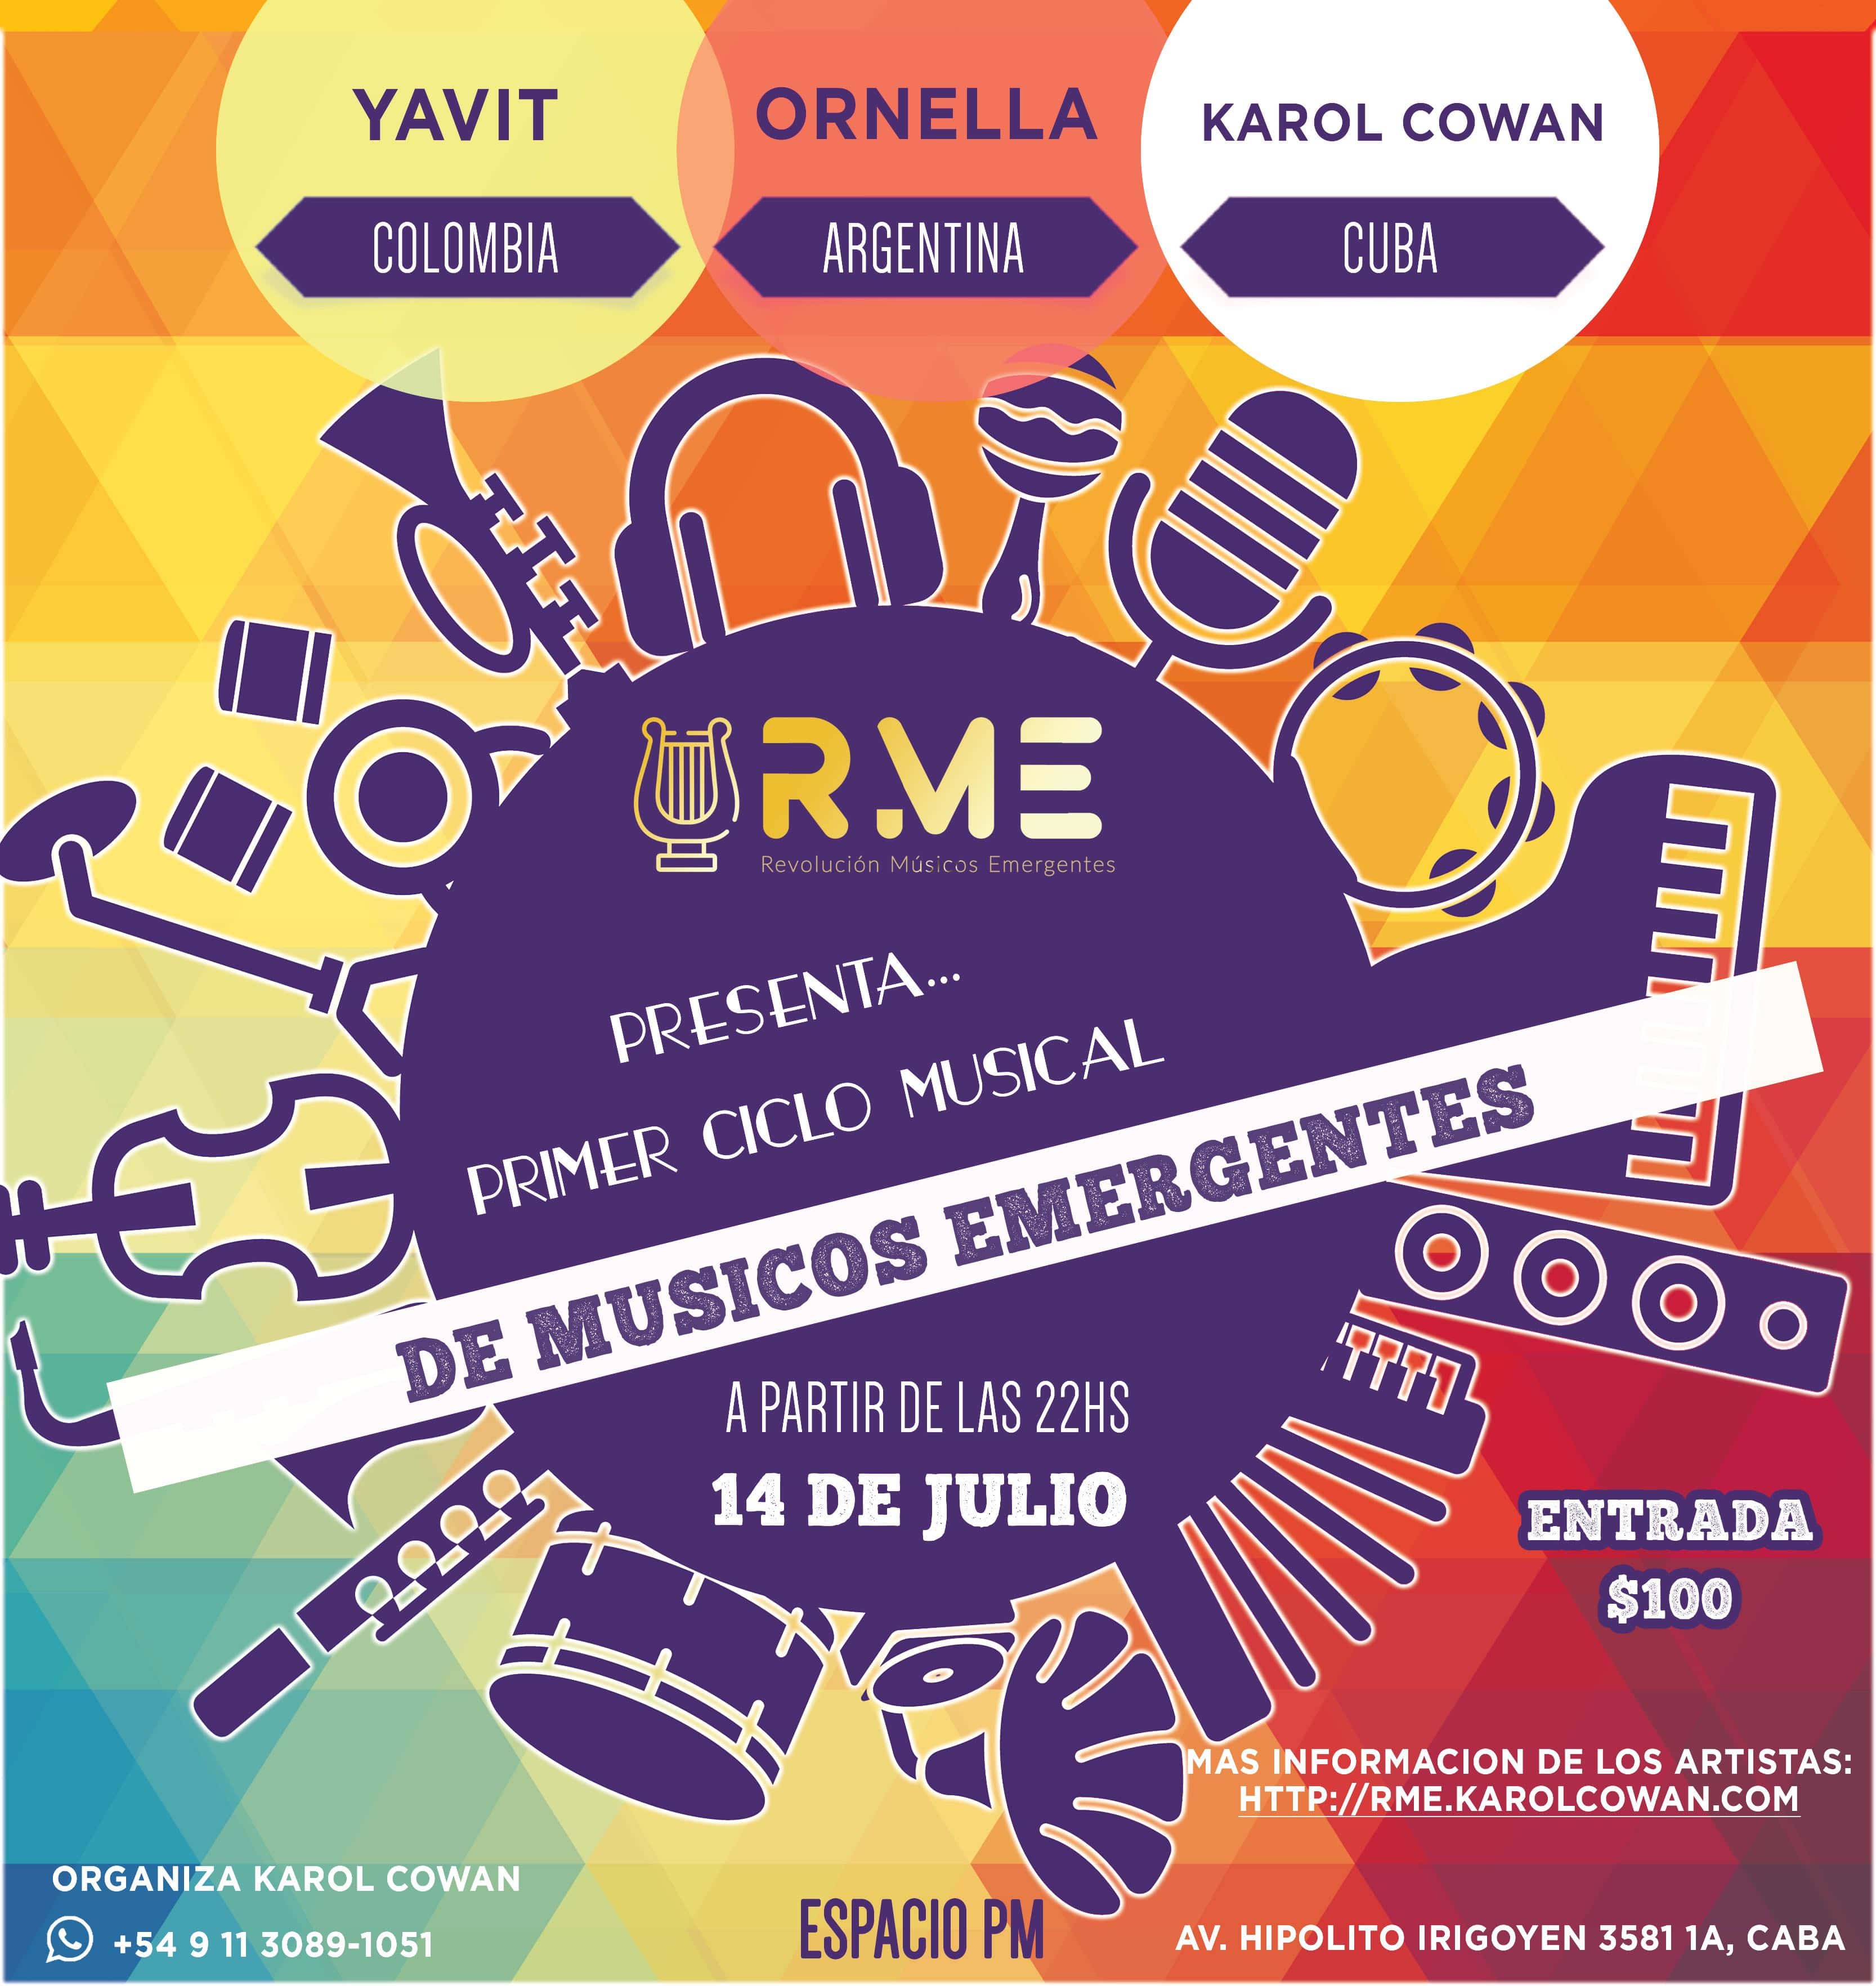 YAVIT
COLOMBIA
ORNELLA
ARGENTINA
KAROL COWAN
CUBA
RME
Revolución Músicos Emergentes
PRESENTA...
PRIMER CICLO MUSICAL
DE MUSICOS EMERGENTES
A PARTIR DE LAS 22HS
14 DE JULIO
ENTRADA
$100
MAS INFORMACION DE LOS ARTISTAS:
HTTP://RME.KAROLCOWAN.COM
ORGANIZA KAROL COWAN
+54 9 11 3089-1051
ESPACIO PM
AV. HIPOLITO IRIGOYEN 3581 1A, CABA